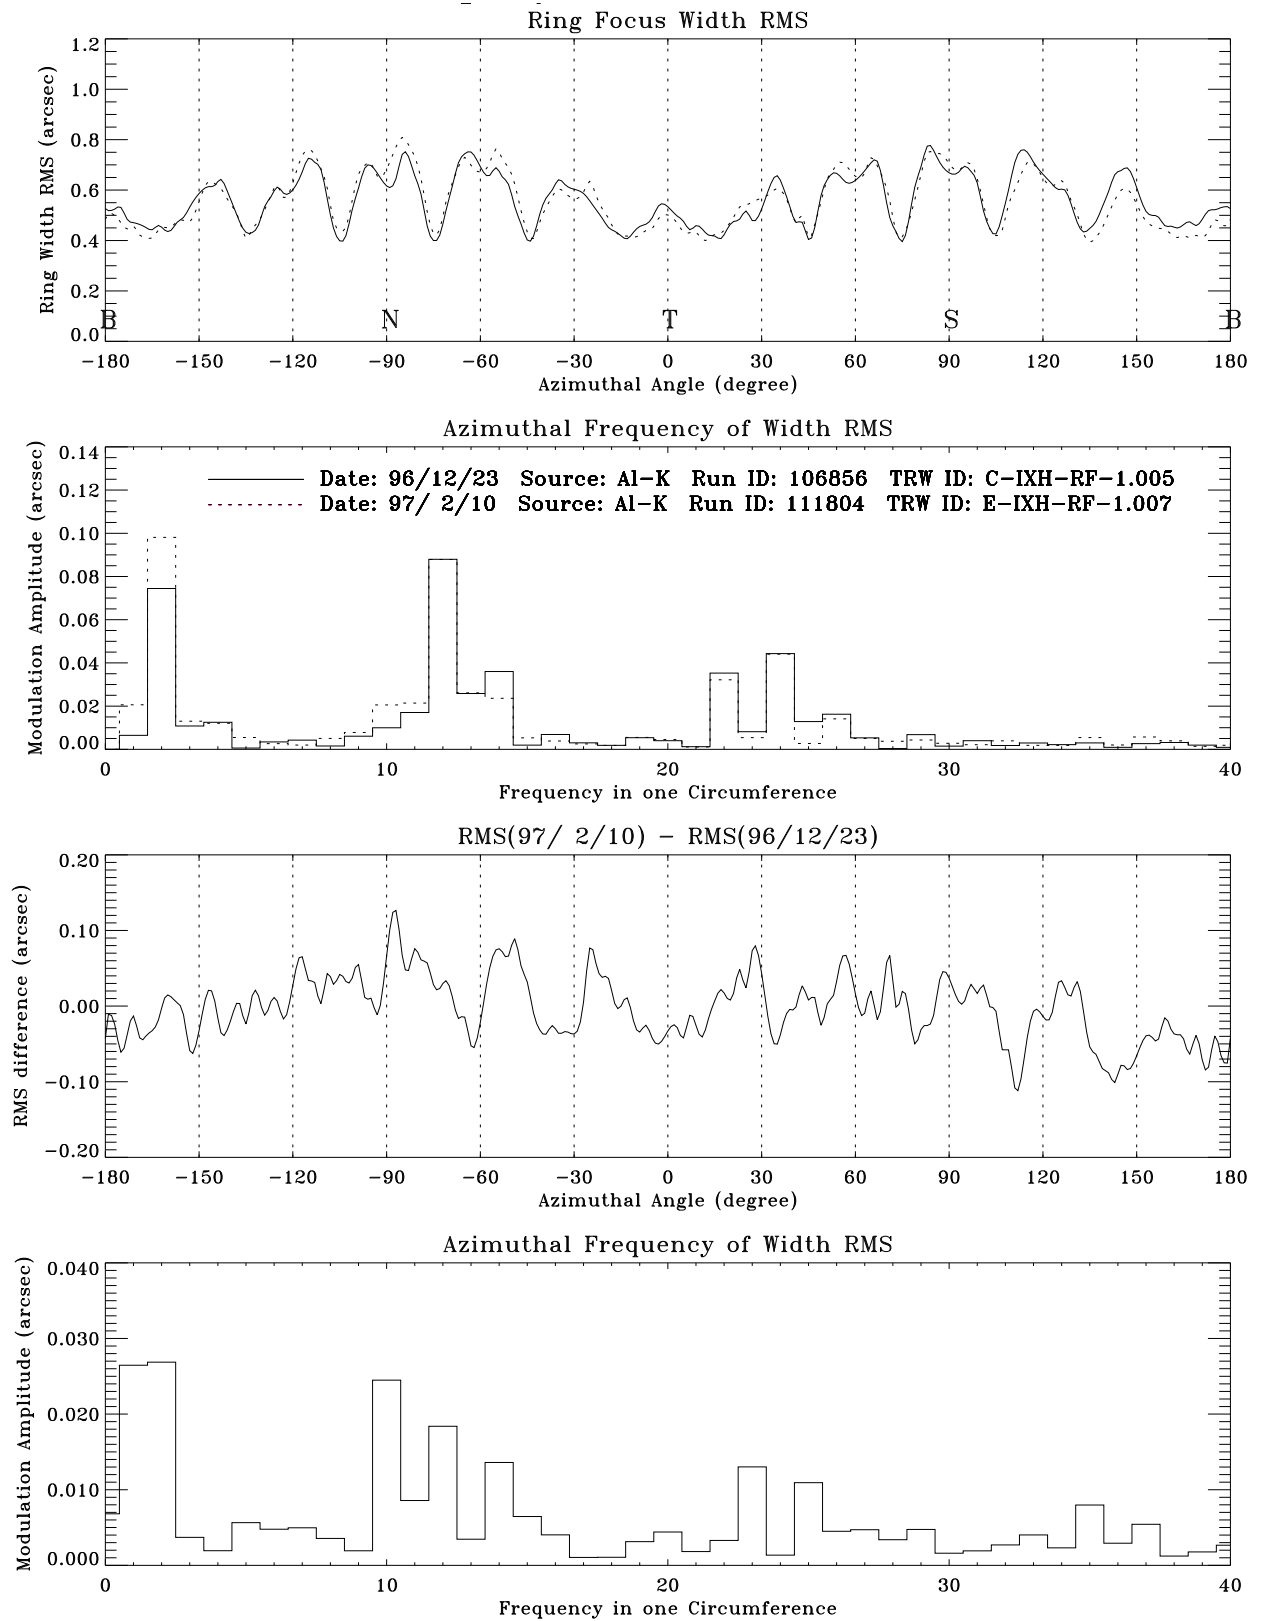 Ring Focus Width RMS
Ring Width RMS (arcsec)
1.2
1.0
0.8
0.6
0.4
0.2
0.0
B N T S B
−180 −150 −120 −90 −60 −30 0 30 60 90 120 150 180
Azimuthal Angle (degree)
Azimuthal Frequency of Width RMS
Modulation Amplitude (arcsec)
0.14
0.12
0.10
0.08
0.06
0.04
0.02
0.00
Date: 96/12/23 Source: Al−K Run ID: 106856 TRW ID: C−IXH−RF−1.005
Date: 97/ 2/10 Source: Al−K Run ID: 111804 TRW ID: E−IXH−RF−1.007
0 10 20 30 40
Frequency in one Circumference
RMS(97/ 2/10) − RMS(96/12/23)
RMS difference (arcsec)
0.20
0.10
0.00
−0.10
−0.20
−180 −150 −120 −90 −60 −30 0 30 60 90 120 150 180
Azimuthal Angle (degree)
Azimuthal Frequency of Width RMS
Modulation Amplitude (arcsec)
0.040
0.030
0.020
0.010
0.000
0 10 20 30 40
Frequency in one Circumference